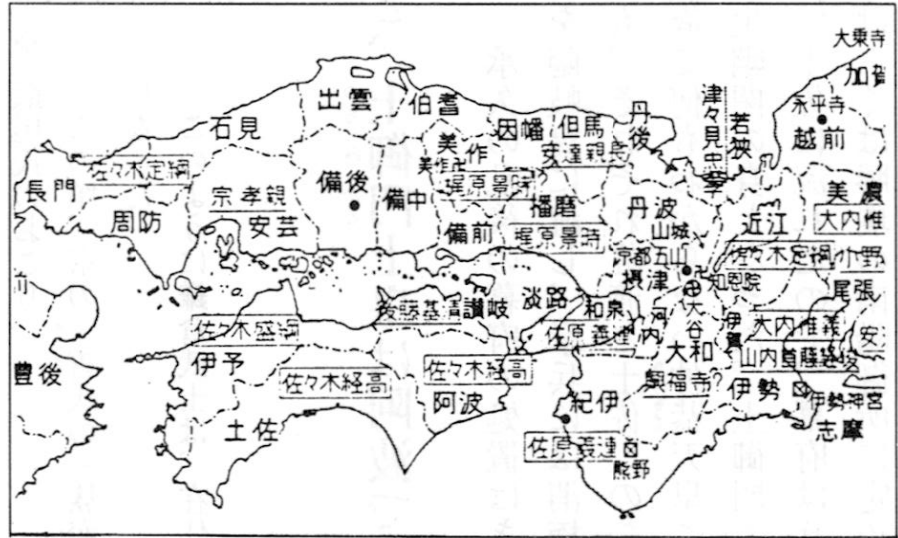 大乗寺
加賀
永平寺
越前
若狭
津々見忠季
丹後
但馬
安達親長
因幡
伯耆
出雲
石見
美作
梶原景時
播磨
梶原景時
備前
備中
備後
佐々木定綱
長門
周防
宗孝親
安芸
丹波
山城
京都五山
摂津
近江
佐々木定綱
知恩院
美濃
大内惟
小野
尾張
大内惟義
山内首藤経俊
伊賀
伊勢
伊勢神宮
志摩
大谷
河内
大和
興福寺?
和泉
佐原義連
淡路
紀伊
佐原義連
熊野
後藤基清
讃岐
佐々木経高
阿波
佐々木盛綱
伊予
佐々木経高
土佐
豊後